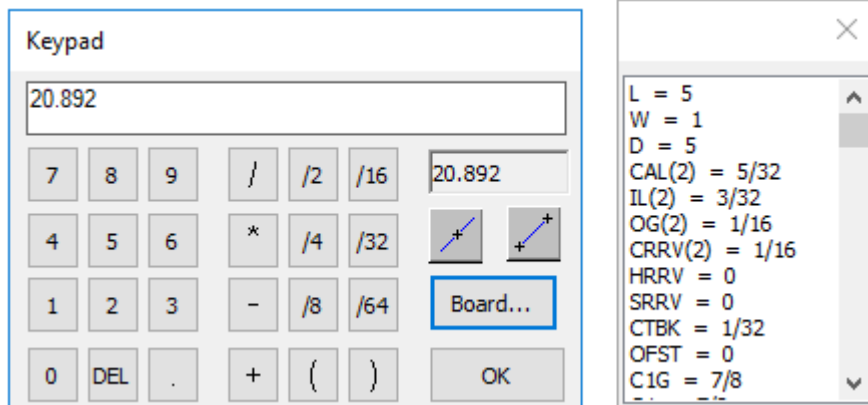 Keypad
20.892
7 8 9 / /2 /16 20.892
4 5 6 * /4 /32
1 2 3 - /8 /64 Board...
0 DEL . + ( ) OK
L = 5
W = 1
D = 5
CAL(2) = 5/32
IL(2) = 3/32
OG(2) = 1/16
CRRV(2) = 1/16
HRRV = 0
SRRV = 0
CTBK = 1/32
OFST = 0
C1G = 7/8